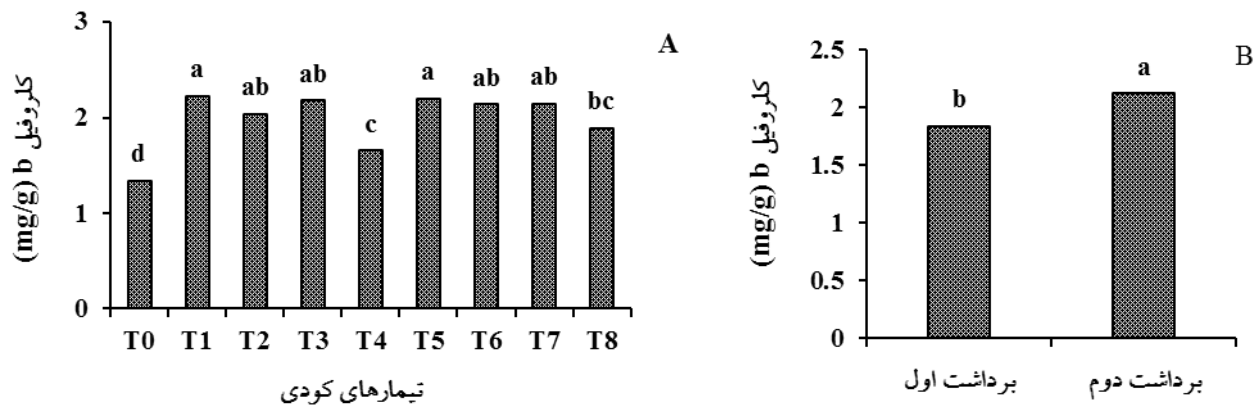 A
کلروفیل b (mg/g)
3
2
1
0
d
a
ab
ab
c
a
ab
ab
bc
T0 T1 T2 T3 T4 T5 T6 T7 T8
تیمارهای کودی
B
کلروفیل b (mg/g)
2.5
2
1.5
1
0.5
0
b
a
برداشت اول
برداشت دوم